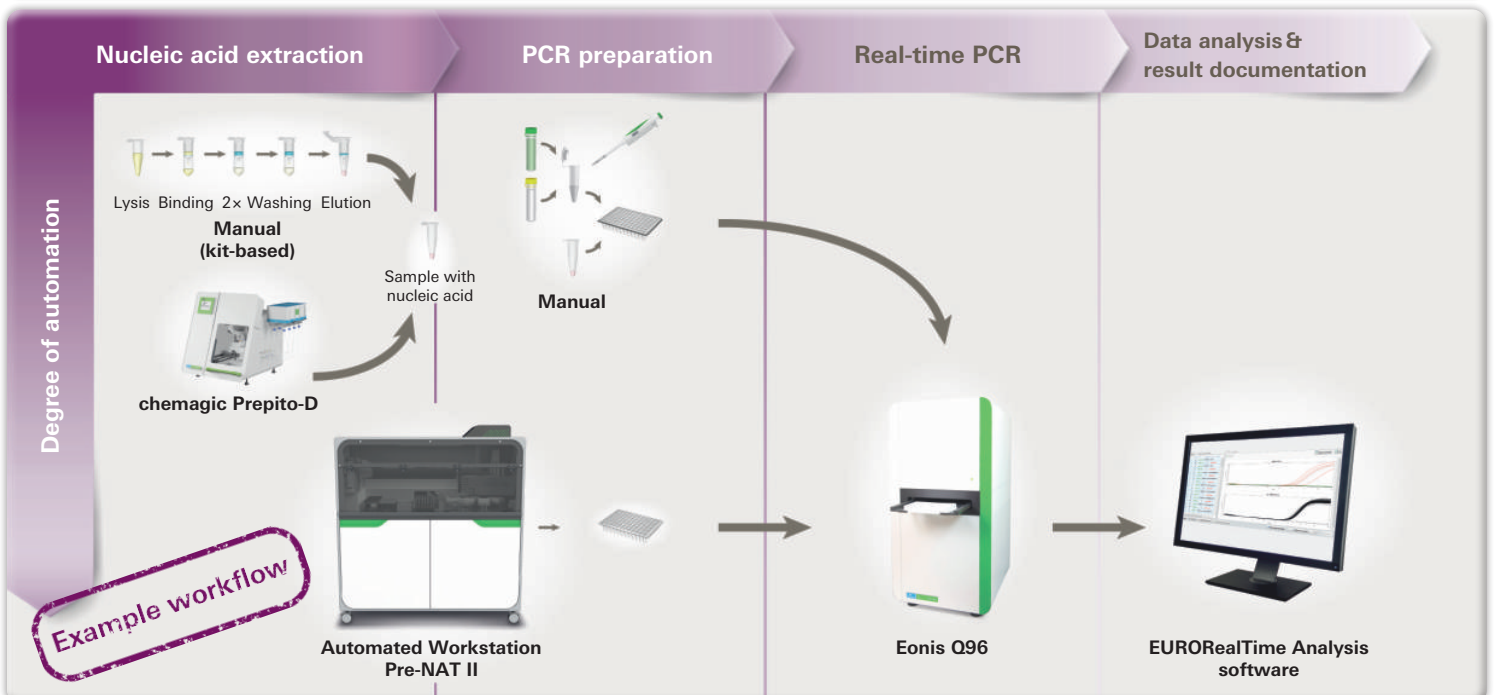 Nucleic acid extraction
PCR preparation
Real-time PCR
Data analysis &
result documentation
Degree of automation
Lysis Binding 2× Washing Elution
Manual
(kit-based)
Sample with
nucleic acid
chemagic Prepito-D
Manual
Automated Workstation
Pre-NAT II
Eonis Q96
EURORealTime Analysis
software
Example workflow